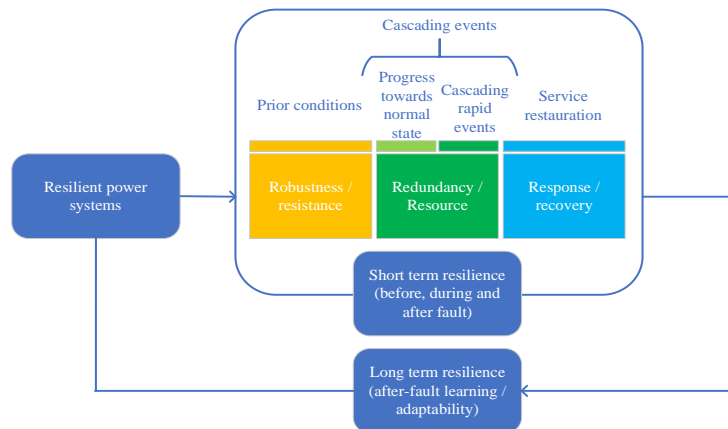 Cascading events
Prior conditions
Progress
towards
normal
state
Cascading
rapid
events
Service
restauration
Resilient power
systems
Robustness /
resistance
Redundancy /
Resource
Response /
recovery
Short term resilience
(before, during and
after fault)
Long term resilience
(after-fault learning /
adaptability)